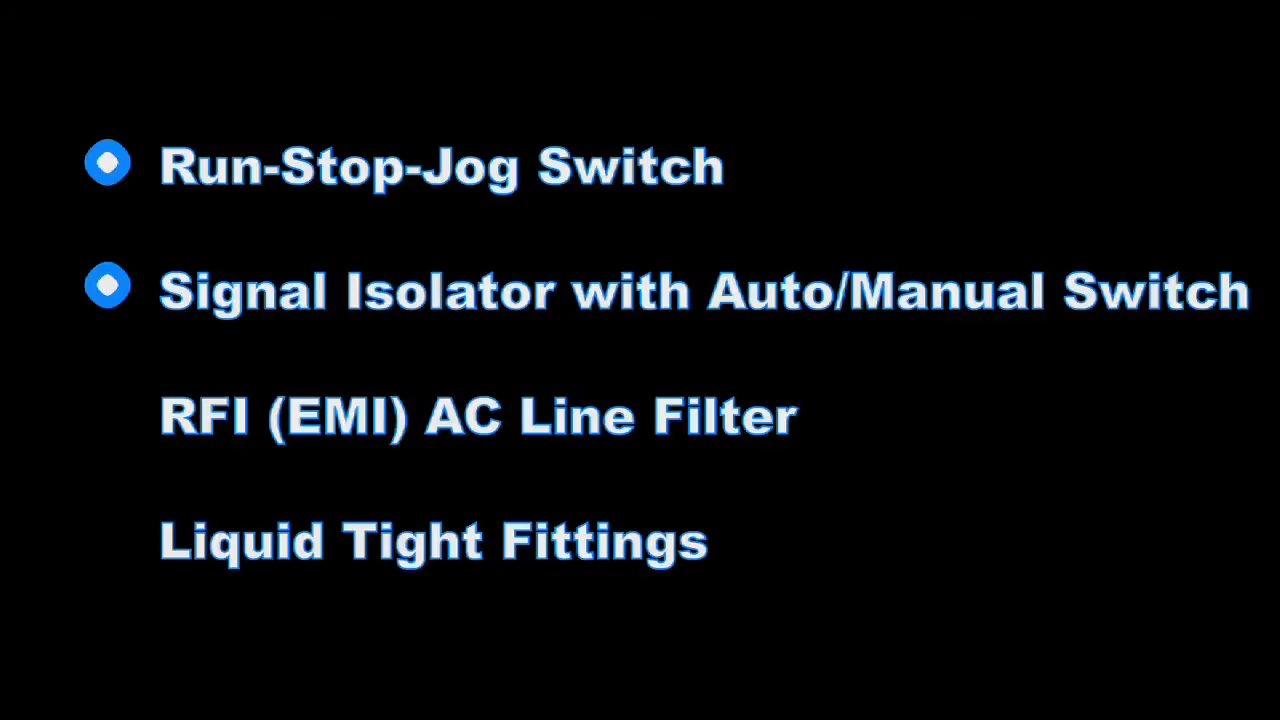 Run-Stop-Jog Switch
Signal Isolator with Auto/Manual Switch
RFI (EMI) AC Line Filter
Liquid Tight Fittings